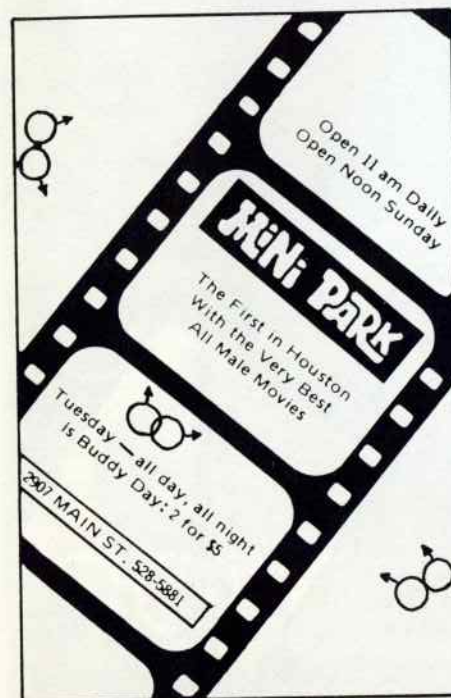 Open 11 am Daily
Open Noon Sunday
MiNi PARK
The First in Houston
With the Very Best
All Male Movies
Tuesday — all day, all night
is Buddy Day: 2 for $5
2907 MAIN ST. 528-5881